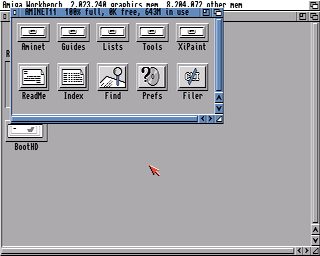 Amiga Workbench 2,023,240 graphics mem 8,204,072 other mem
AMINET11 100% full, 0K free, 643M in use
Aminet Guides Lists Tools XiPaint
ReadMe Index Find Prefs Filer
R
BootHD